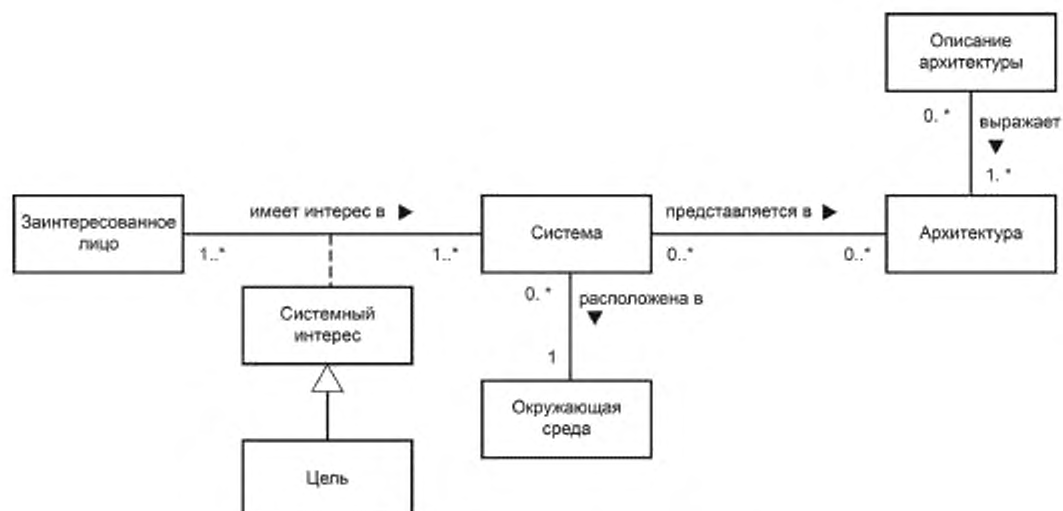 Описание
архитектуры
0. *
выражает
1. *
Заинтересованное
лицо
имеет интерес в
1..*
1..*
Система
представляется в
0..*
0..*
Архитектура
Системный
интерес
0. *
расположена в
1
Окружающая
среда
Цель